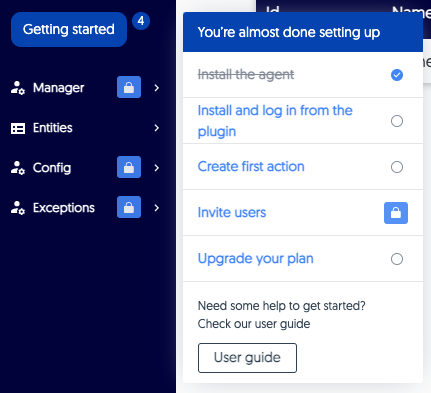 Getting started
4
Manager
Entities
Config
Exceptions
Id
Name
You're almost done setting up
Install the agent
Install and log in from the
plugin
Create first action
Invite users
Upgrade your plan
Need some help to get started?
Check our user guide
User guide